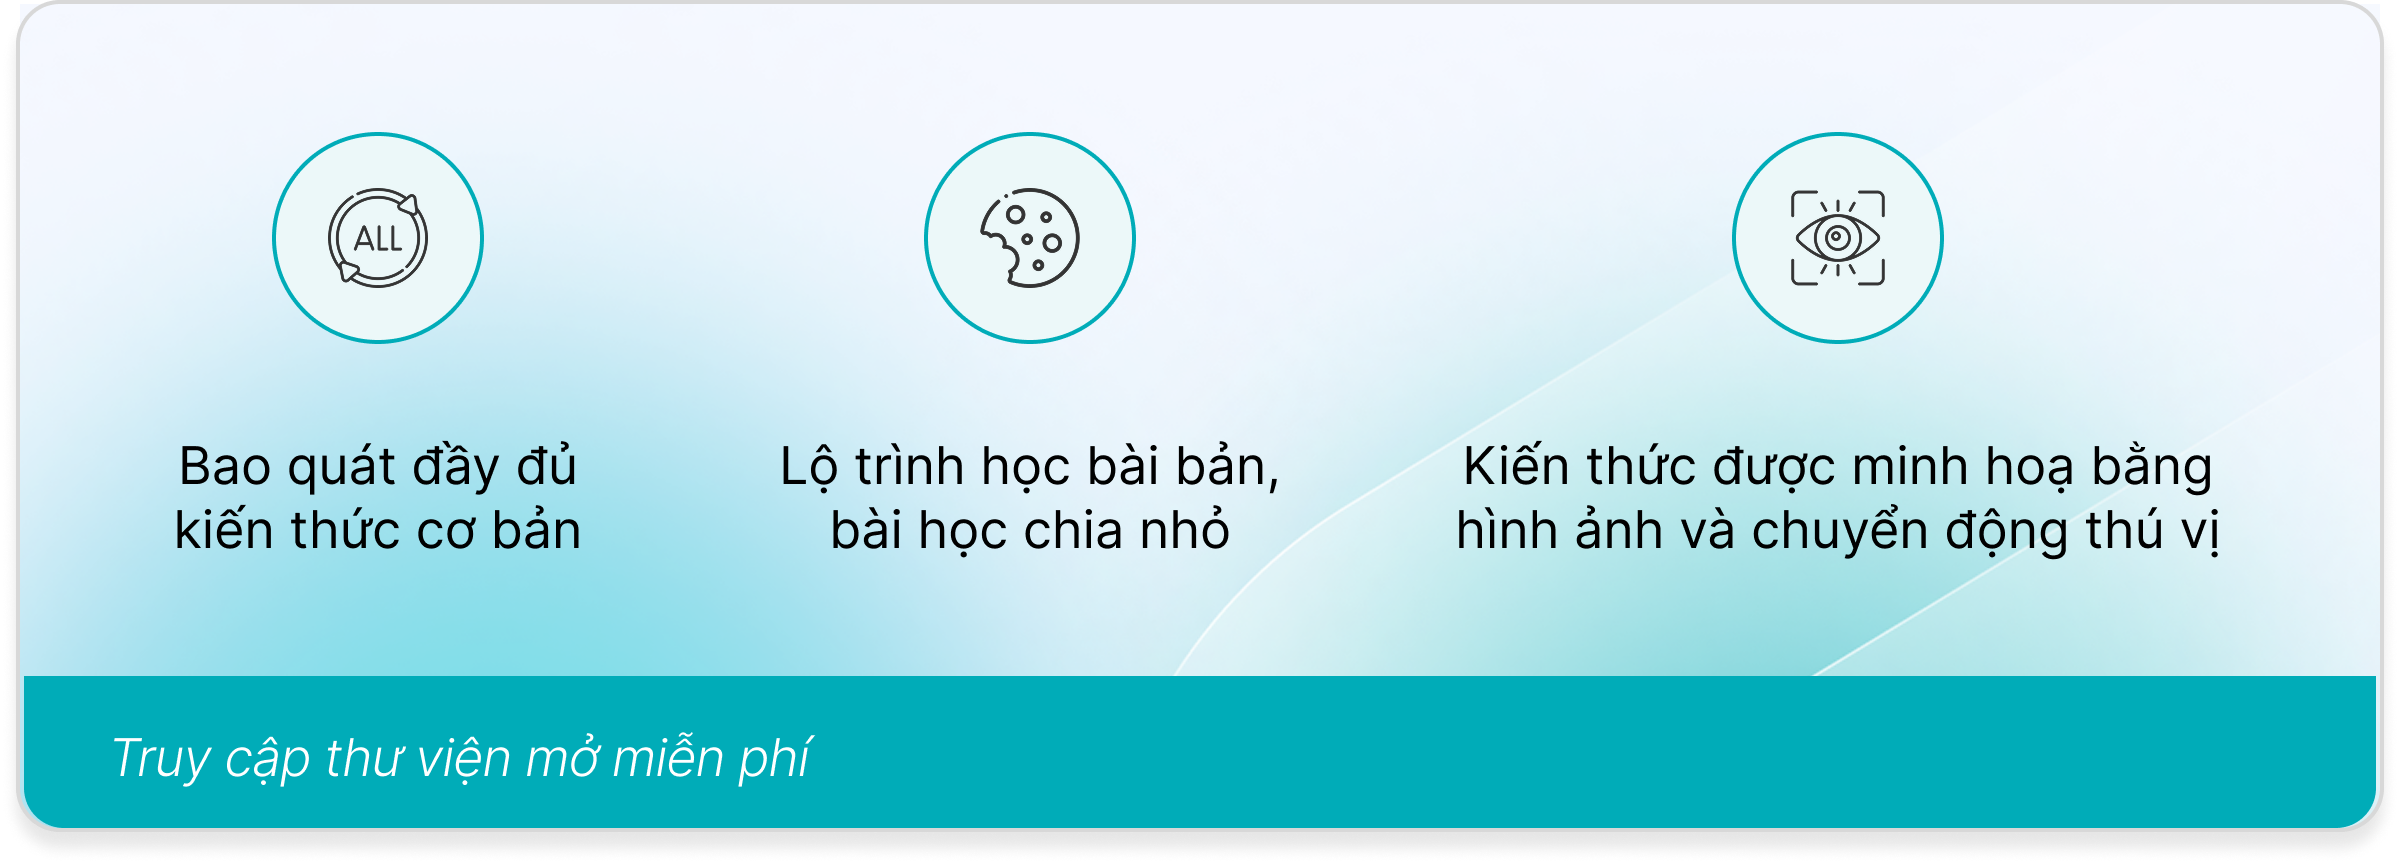 ALL
Bao quát đầy đủ
kiến thức cơ bản
Lộ trình học bài bản,
bài học chia nhỏ
Kiến thức được minh hoạ bằng
hình ảnh và chuyển động thú vị
Truy cập thư viện mở miễn phí